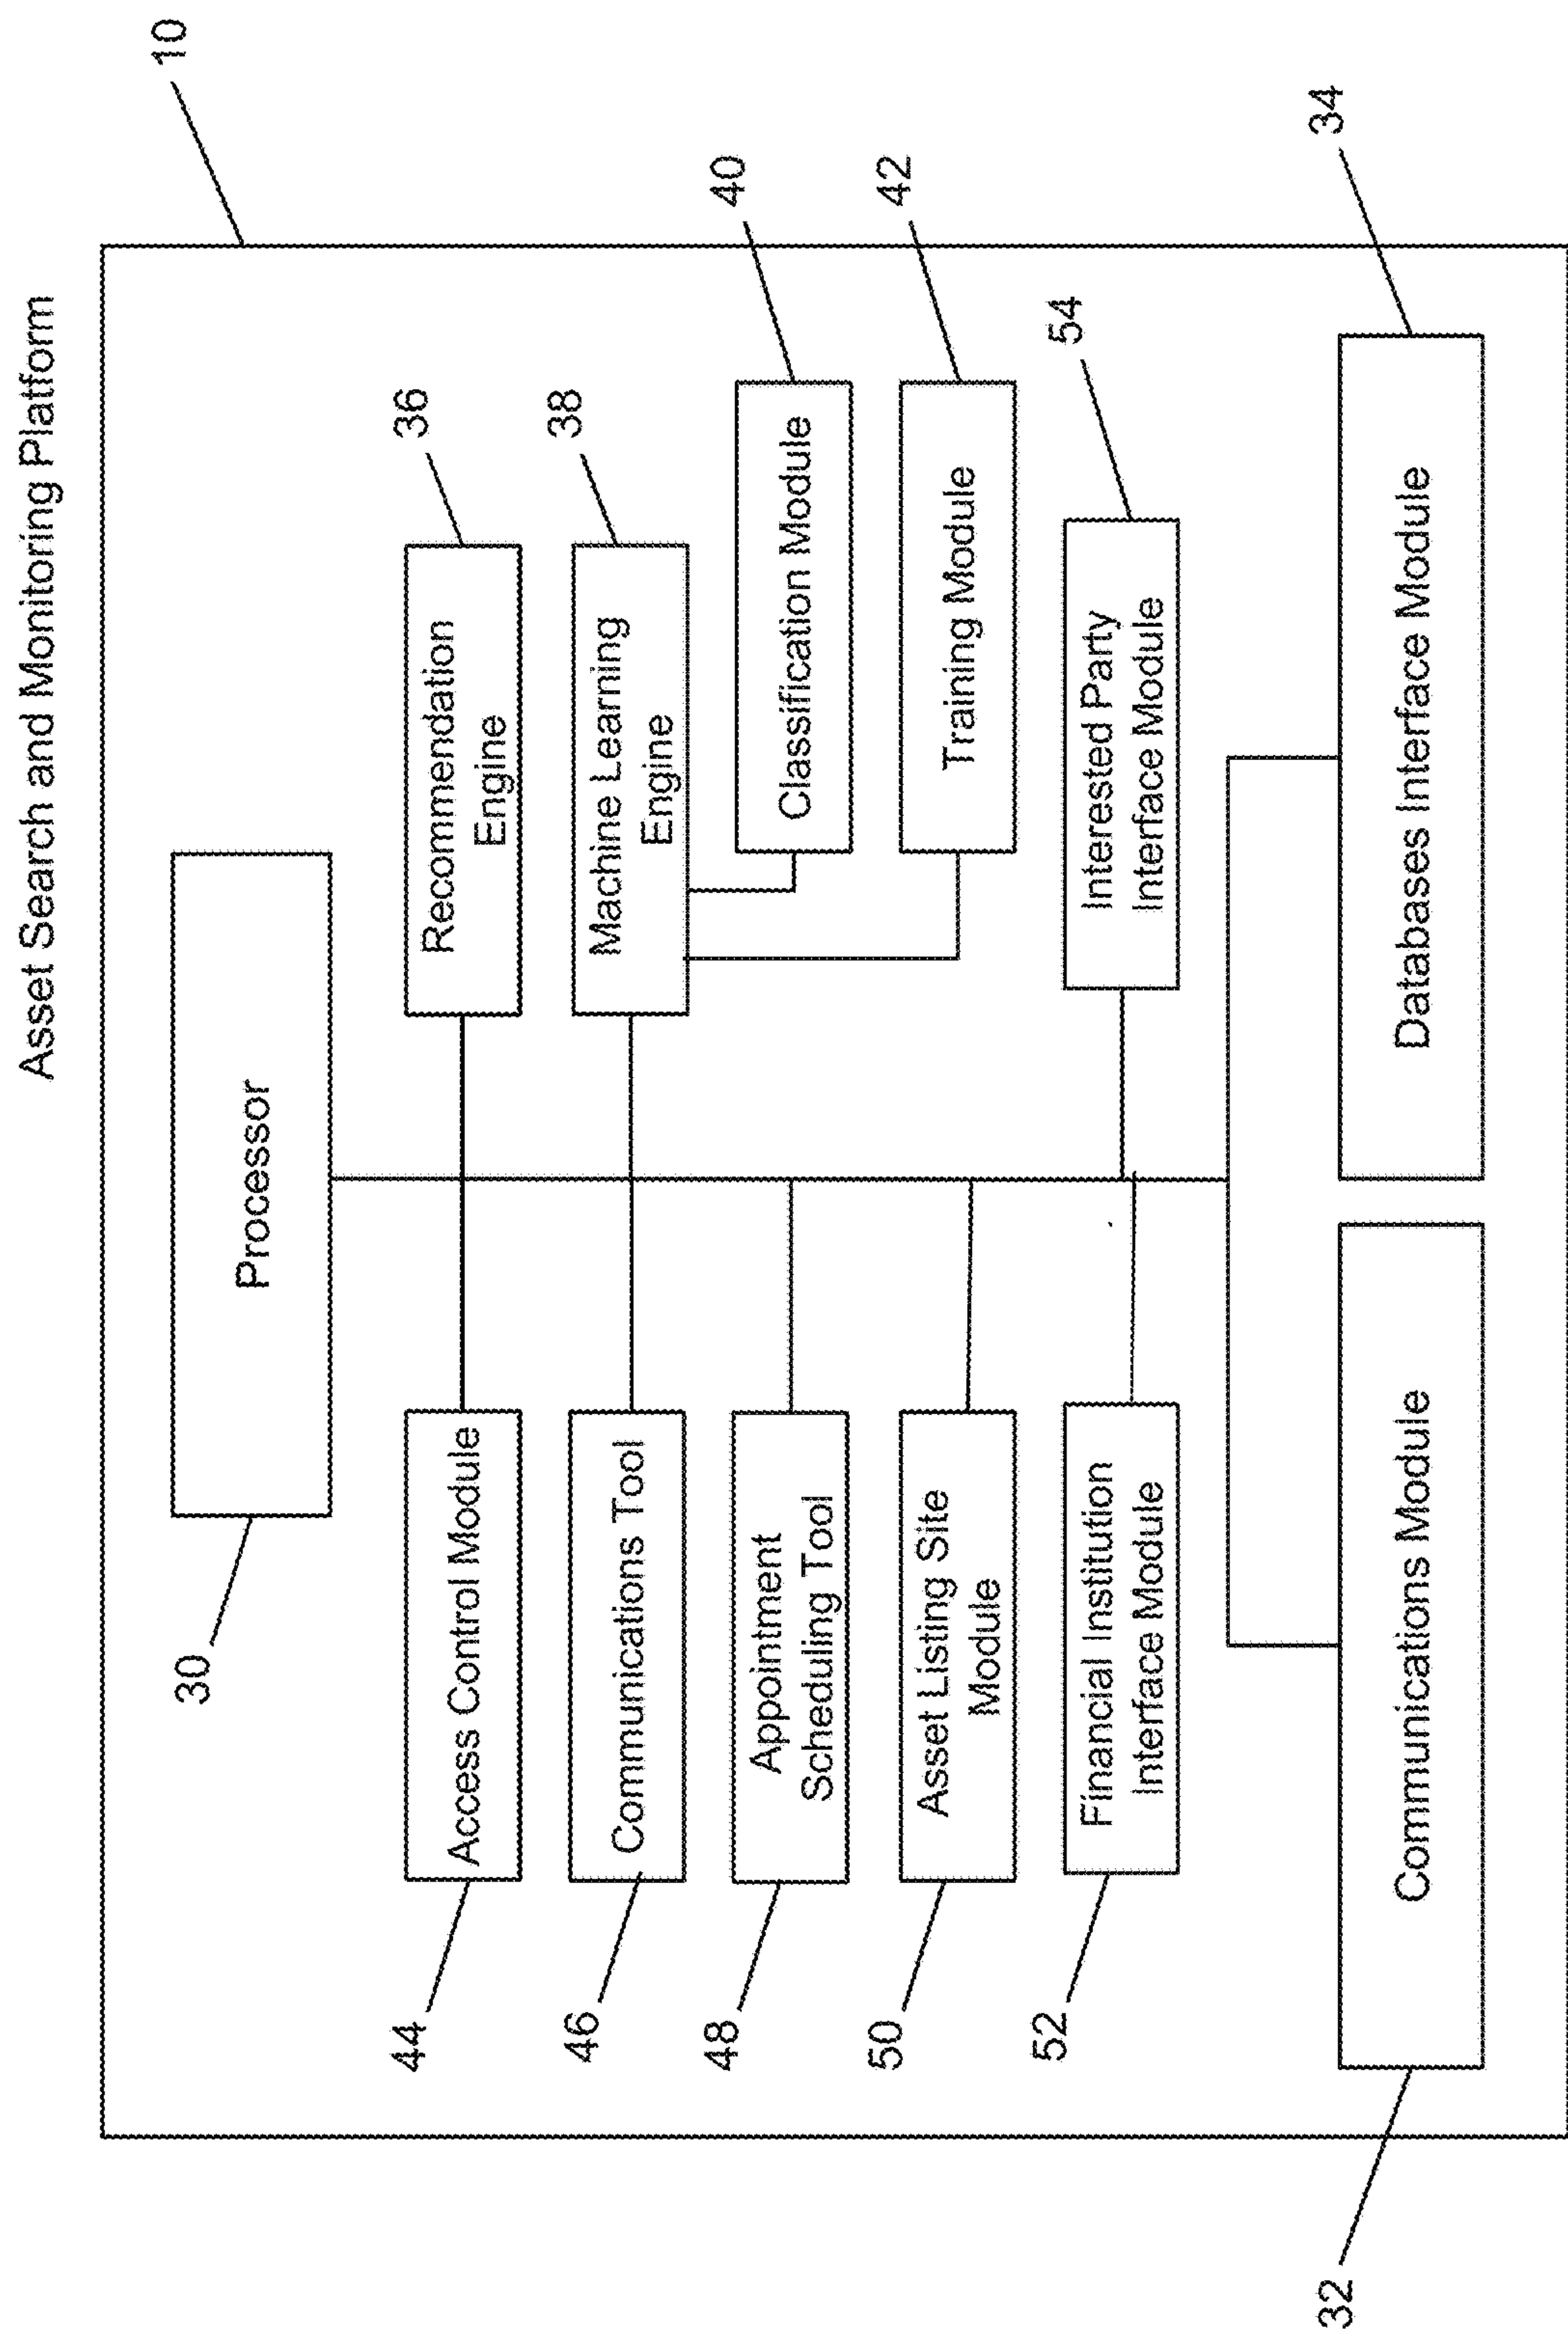 Asset Search and Monitoring Platform
10
Processor
30
Access Control Module
44
Recommendation
Engine
36
Communications Tool
46
Machine Learning
Engine
38
Appointment
Scheduling Tool
48
Classification Module
40
Asset Listing Site
Module
50
Training Module
42
Financial Institution
Interface Module
52
Interested Party
Interface Module
54
Communications Module
32
Databases Interface Module
34